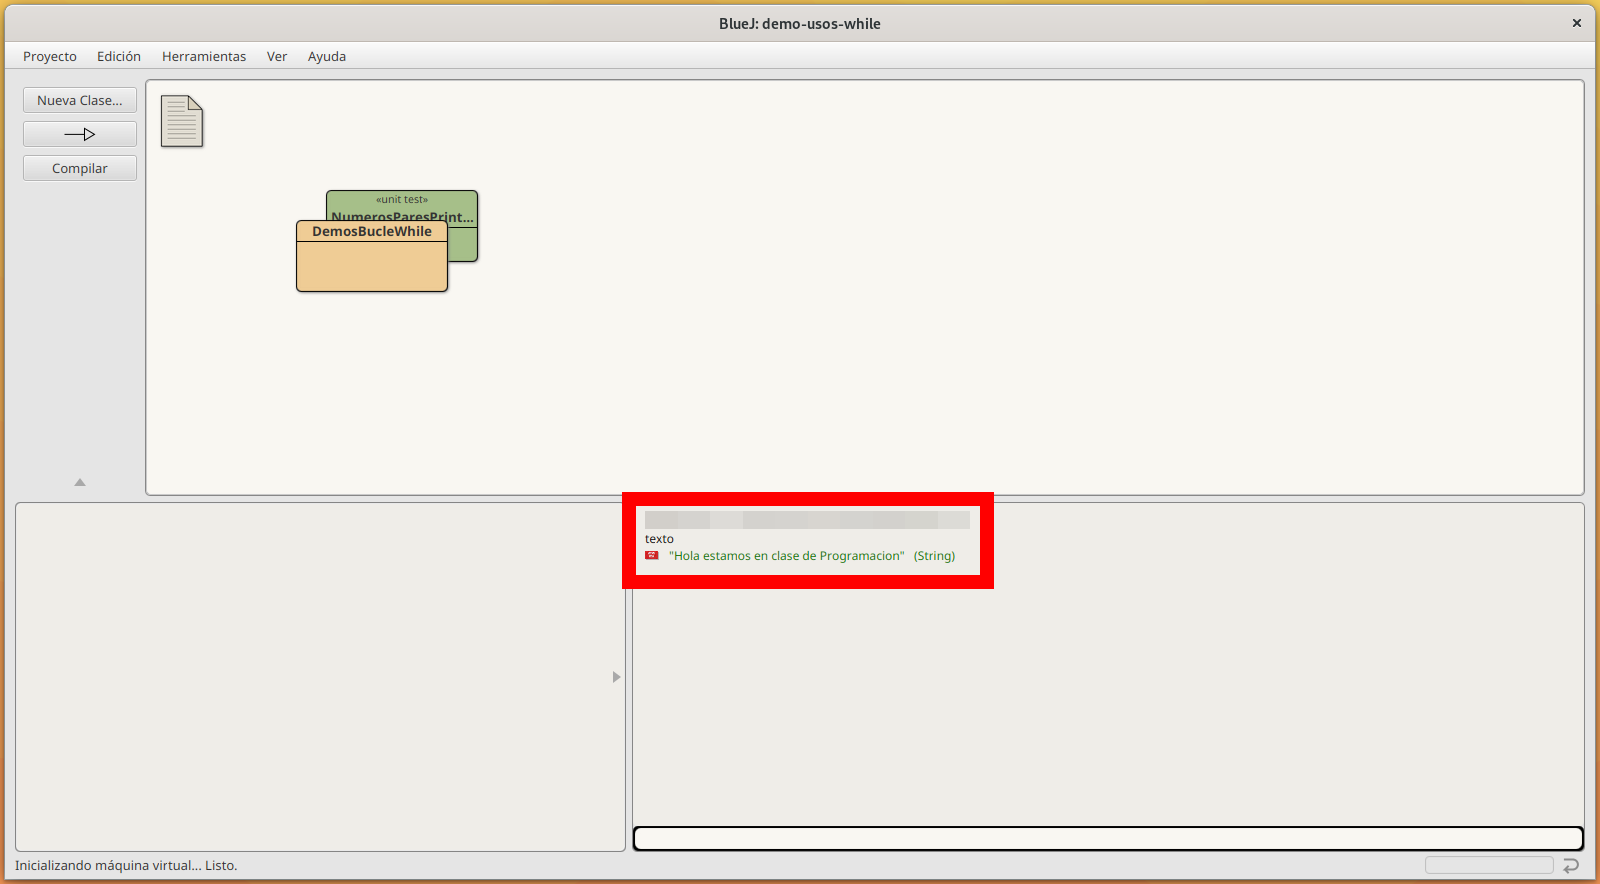 BlueJ: demo-usos-while
Proyecto Edición Herramientas Ver Ayuda
Nueva Clase...
Compilar
«unit test»
NumerosParesPrint...
DemosBucleWhile
texto
"Hola estamos en clase de Programacion" (String)
Inicializando máquina virtual... Listo.